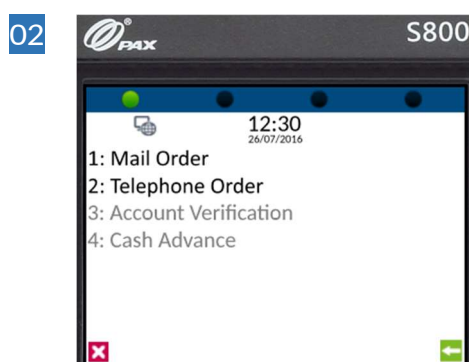 02
PAX®
S800
12:30
26/07/2016
1: Mail Order
2: Telephone Order
3: Account Verification
4: Cash Advance